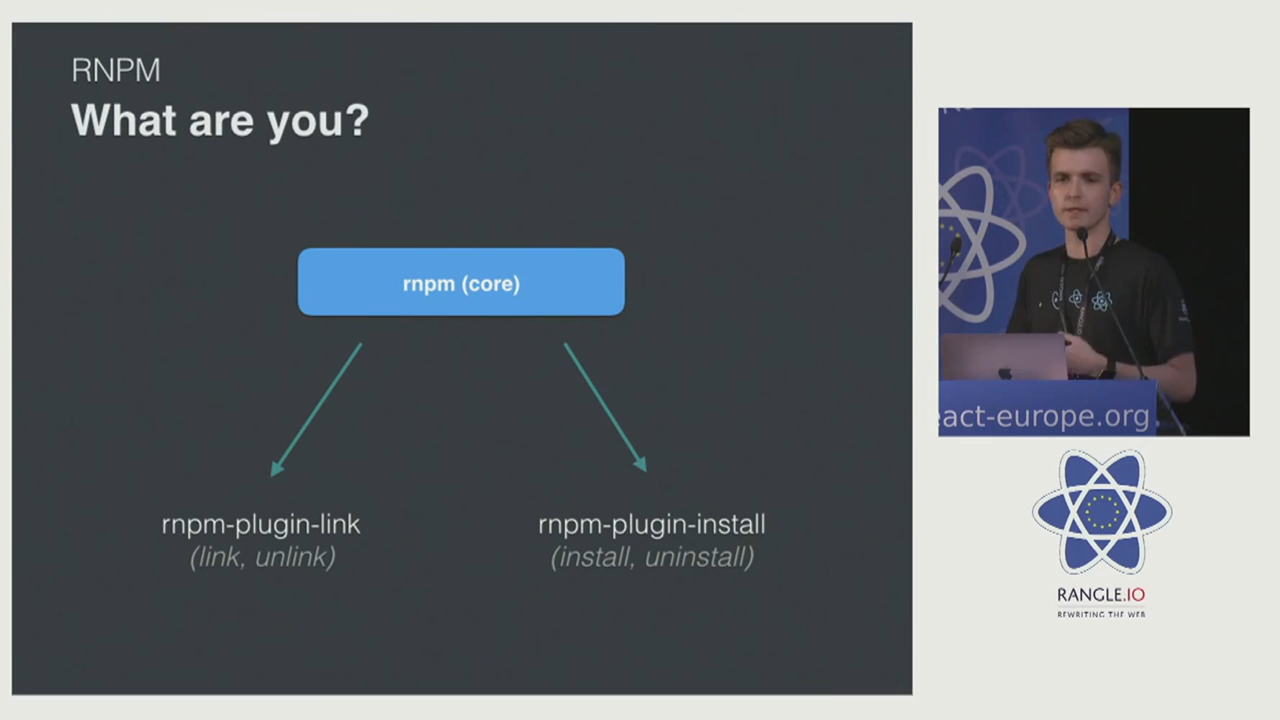 RNPM
What are you?
rnpm (core)
rnpm-plugin-link
(link, unlink)
rnpm-plugin-install
(install, uninstall)
act-europe.org
RANGLE.IO
REWRITING THE WEB